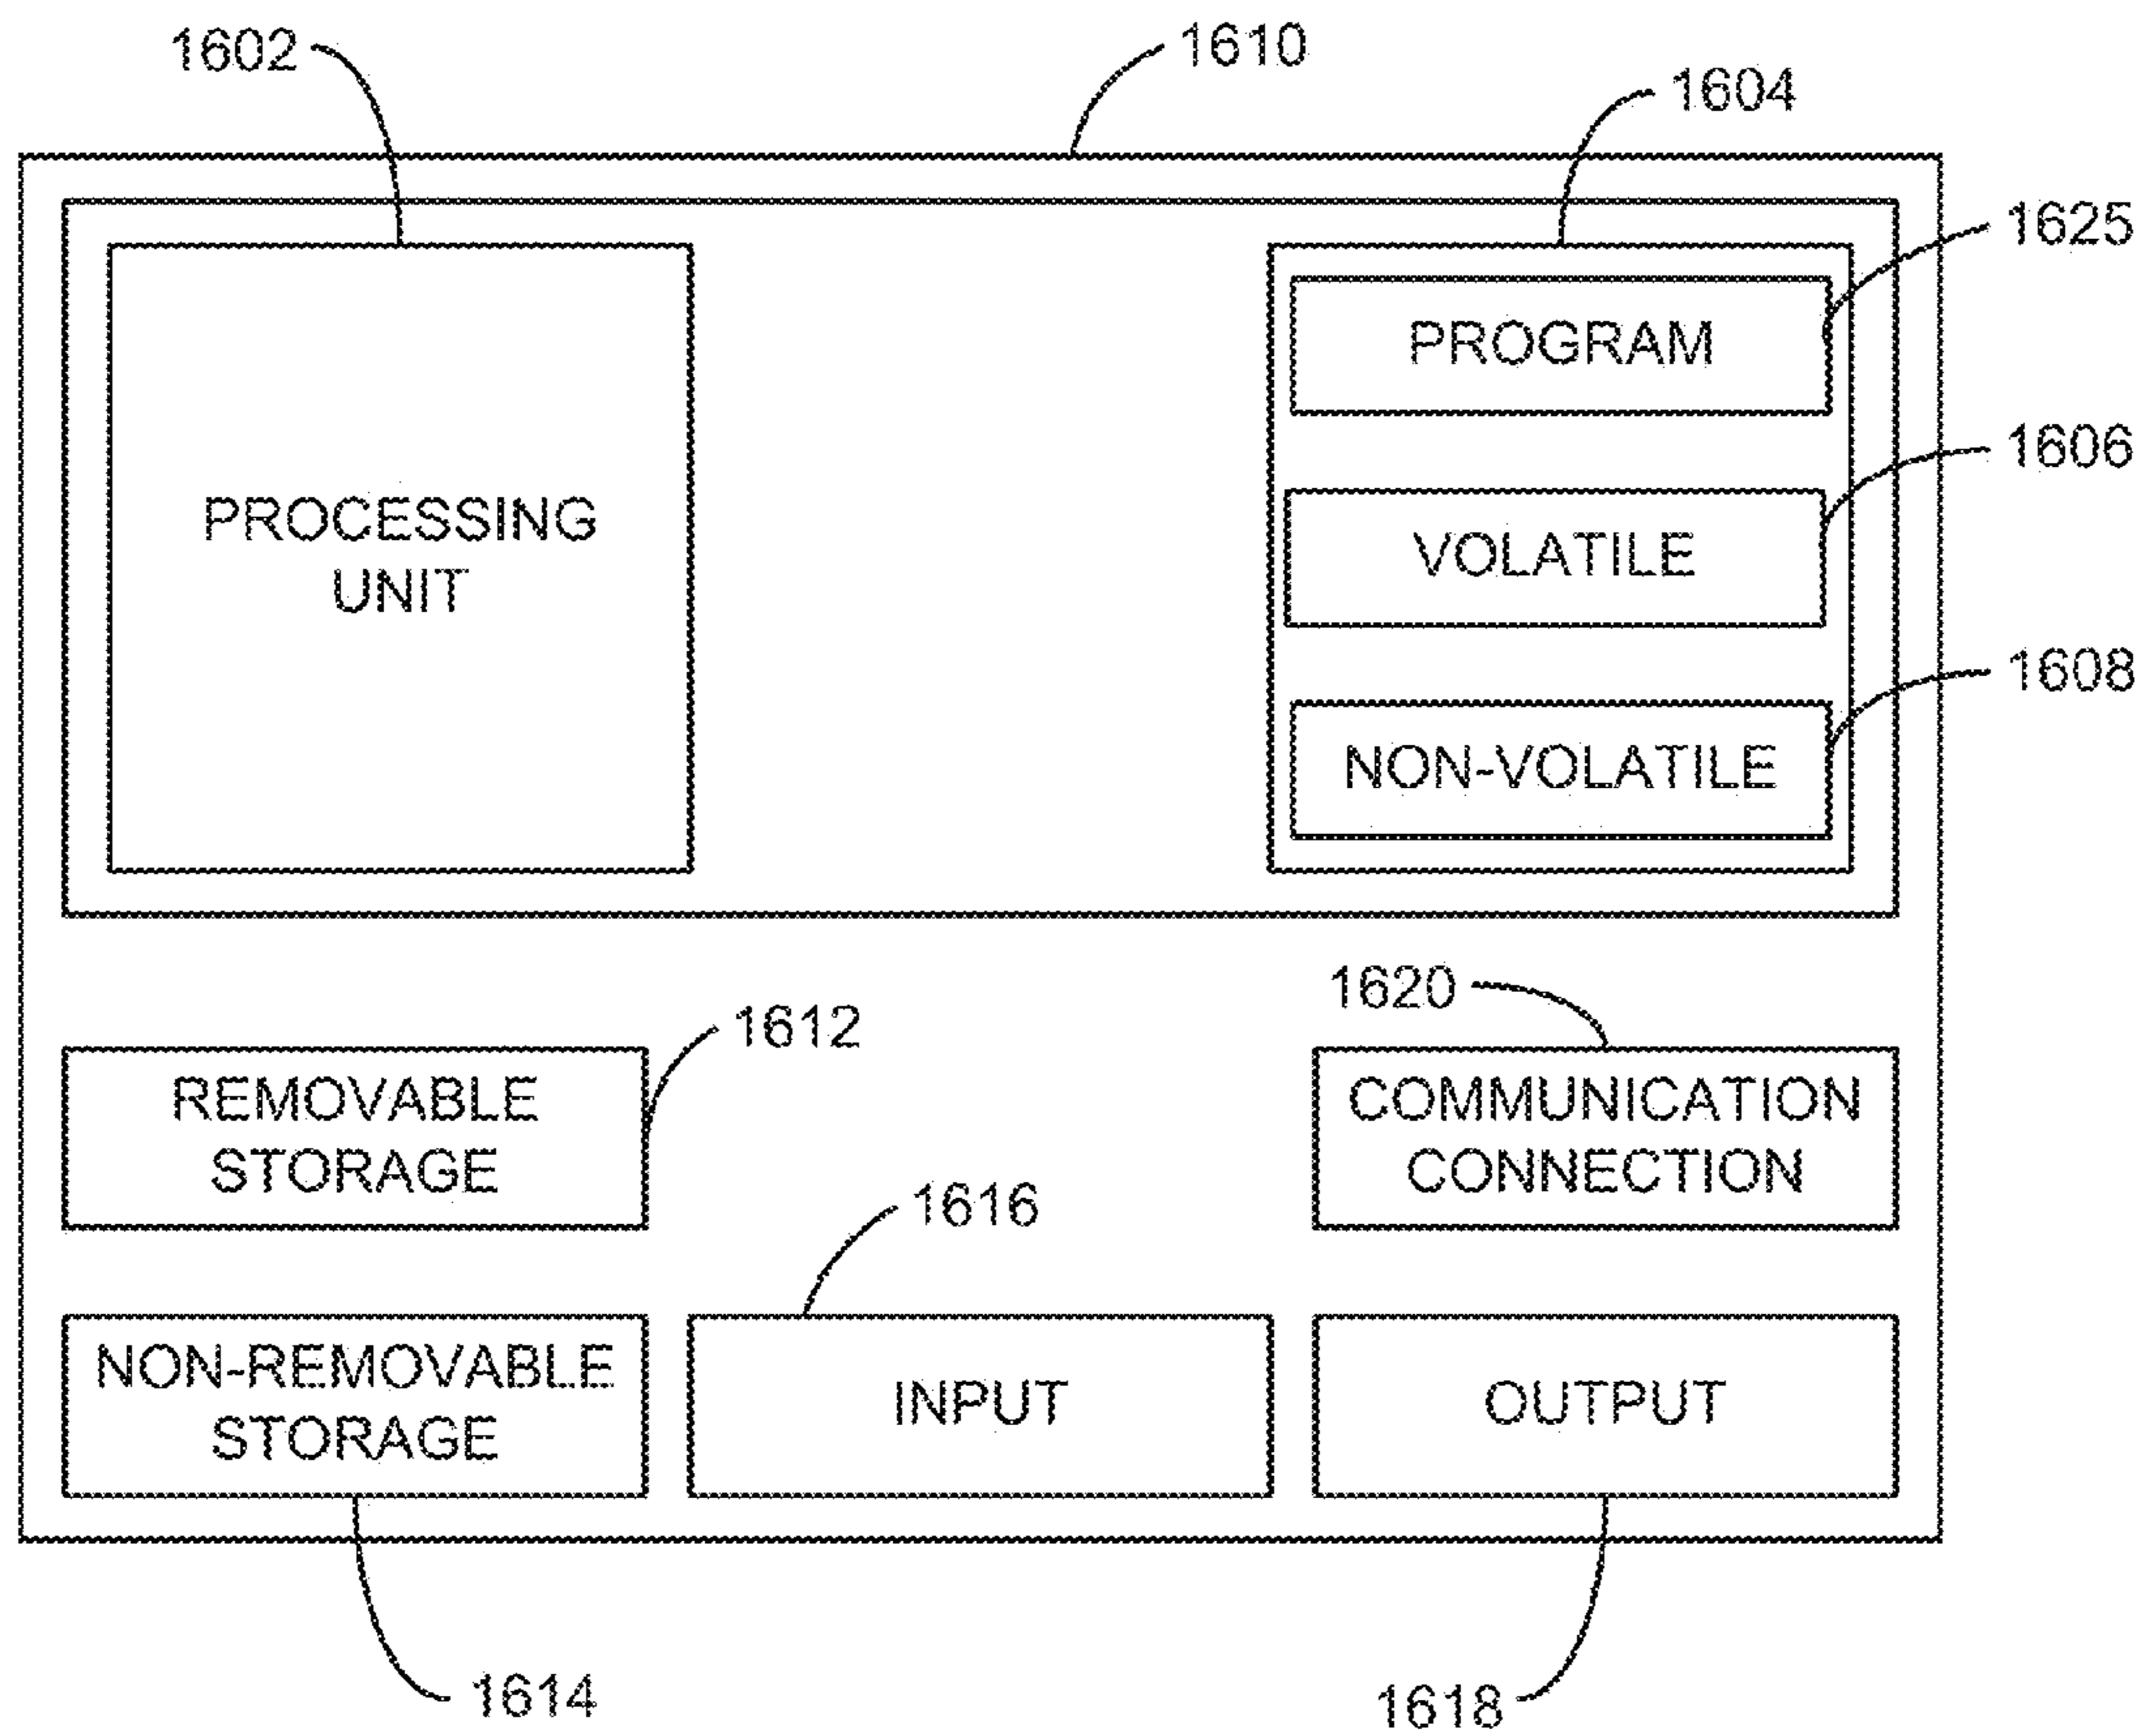 1602
1610
1604
1625
PROGRAM
1606
PROCESSING
UNIT
VOLATILE
1608
NON-VOLATILE
1620
1612
REMOVABLE
STORAGE
COMMUNICATION
CONNECTION
1616
NON-REMOVABLE
STORAGE
INPUT
OUTPUT
1614
1618